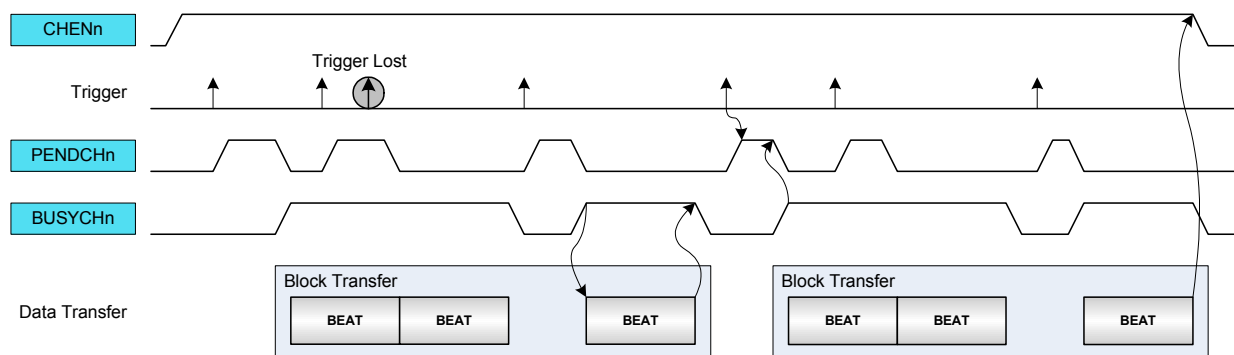 CHENn
Trigger Lost
Trigger
PENDCHn
BUSYCHn
Block Transfer
Block Transfer
Data Transfer
BEAT
BEAT
BEAT
BEAT
BEAT
BEAT